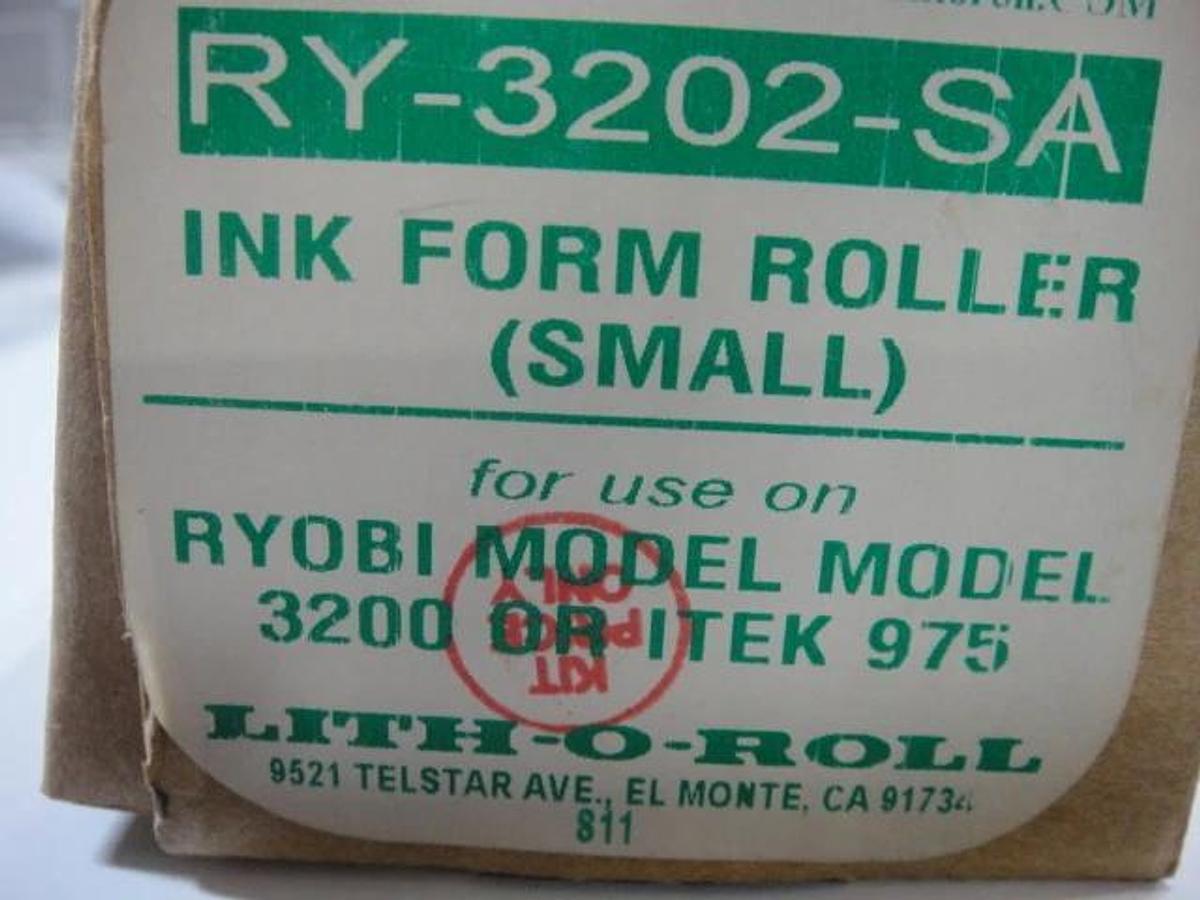 RY-3202-SA
INK FORM ROLLER
(SMALL)
for use on
RYOBI MODEL MODEL
3200 OR ITEK 975
KIT
PRICE
ONLY
LITH-O-ROLL
9521 TELSTAR AVE., EL MONTE, CA 91734
811